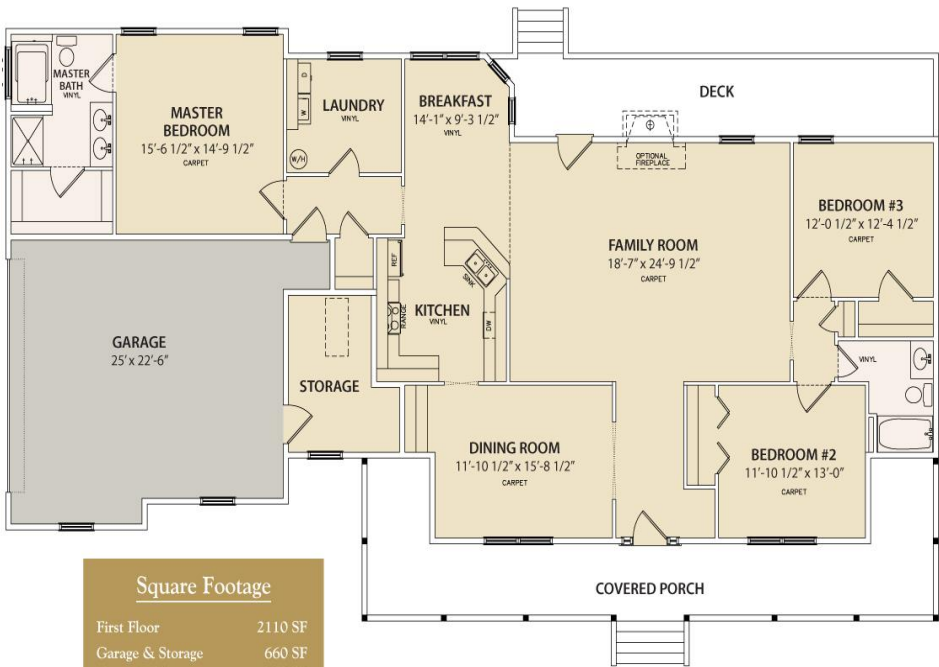 MASTER
BATH
VINYL
MASTER
BEDROOM
15'-6 1/2" x 14'-9 1/2"
CARPET
D
W
W/H
LAUNDRY
VINYL
BREAKFAST
14'-1" x 9'-3 1/2"
VINYL
DECK
OPTIONAL
FIREPLACE
FAMILY ROOM
18'-7" x 24'-9 1/2"
CARPET
BEDROOM #3
12'-0 1/2" x 12'-4 1/2"
CARPET
REF
SINK
RANGE
KITCHEN
VINYL
DW
GARAGE
25' x 22'-6"
STORAGE
VINYL
DINING ROOM
11'-10 1/2" x 15'-8 1/2"
CARPET
BEDROOM #2
11'-10 1/2" x 13'-0"
CARPET
COVERED PORCH
Square Footage
First Floor 2110 SF
Garage & Storage 660 SF